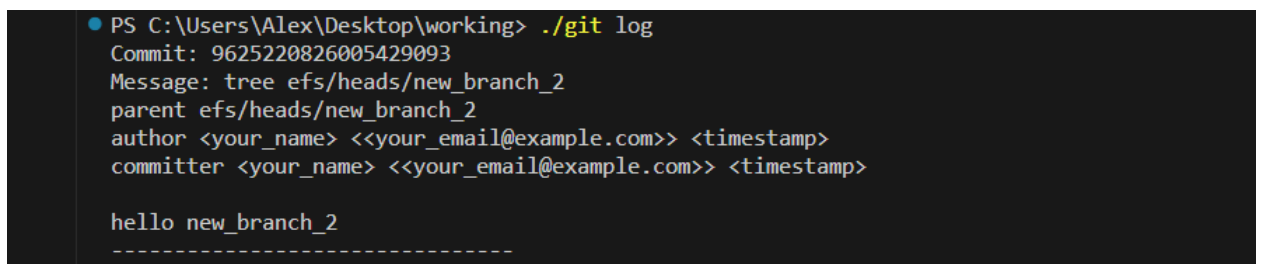 PS C:\Users\Alex\Desktop\working> ./git log
Commit: 9625220826005429093
Message: tree efs/heads/new_branch_2
parent efs/heads/new_branch_2
author <your_name> <<your_email@example.com>> <timestamp>
committer <your_name> <<your_email@example.com>> <timestamp>
hello new_branch_2
--------------------------------